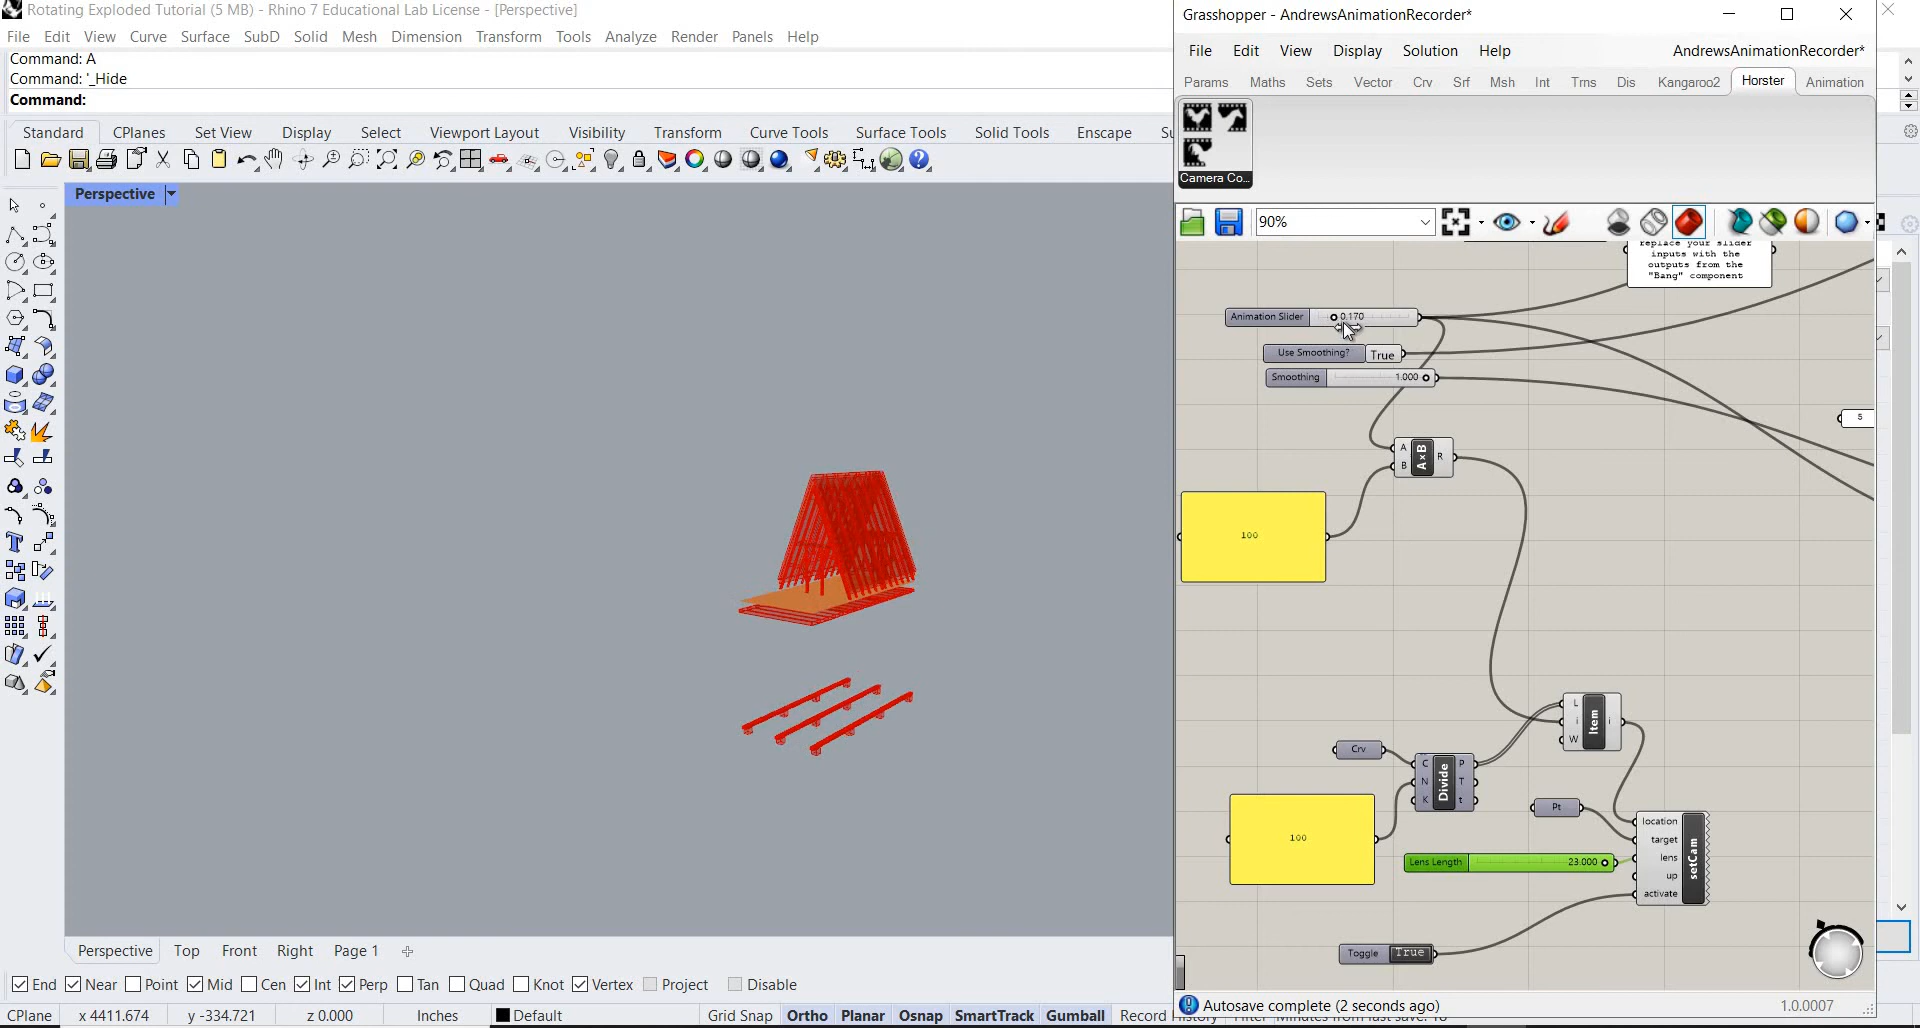 Rotating Exploded Tutorial (5 MB) - Rhino 7 Educational Lab License - [Perspective]
File Edit View Curve Surface SubD Solid Mesh Dimension Transform Tools Analyze Render Panels Help
Command: A
Command: '_Hide
Command:
Standard CPlanes Set View Display Select Viewport Layout Visibility Transform Curve Tools Surface Tools Solid Tools Enscape
Perspective
Grasshopper - AndrewsAnimationRecorder*
File Edit View Display Solution Help AndrewsAnimationRecorder*
Params Maths Sets Vector Crv Srf Msh Int Trns Dis Kangaroo2 Horster Animation
Camera Co...
90%
replace your slider
inputs with the
outputs from the
"Bang" component
Animation Slider 0.170
Use Smoothing? True
Smoothing 1.000
5
A
B
A×B
R
100
L
i
W
Item
i
Crv
C
N
K
Divide
P
T
t
100
Pt
Lens Length 23.000
location
target
lens
up
activate
setCam
Toggle True
Autosave complete (2 seconds ago) 1.0.0007
Perspective Top Front Right Page 1
End Near Point Mid Cen Int Perp Tan Quad Knot Vertex Project Disable
CPlane x 4411.674 y -334.721 z 0.000 Inches Default Grid Snap Ortho Planar Osnap SmartTrack Gumball Record